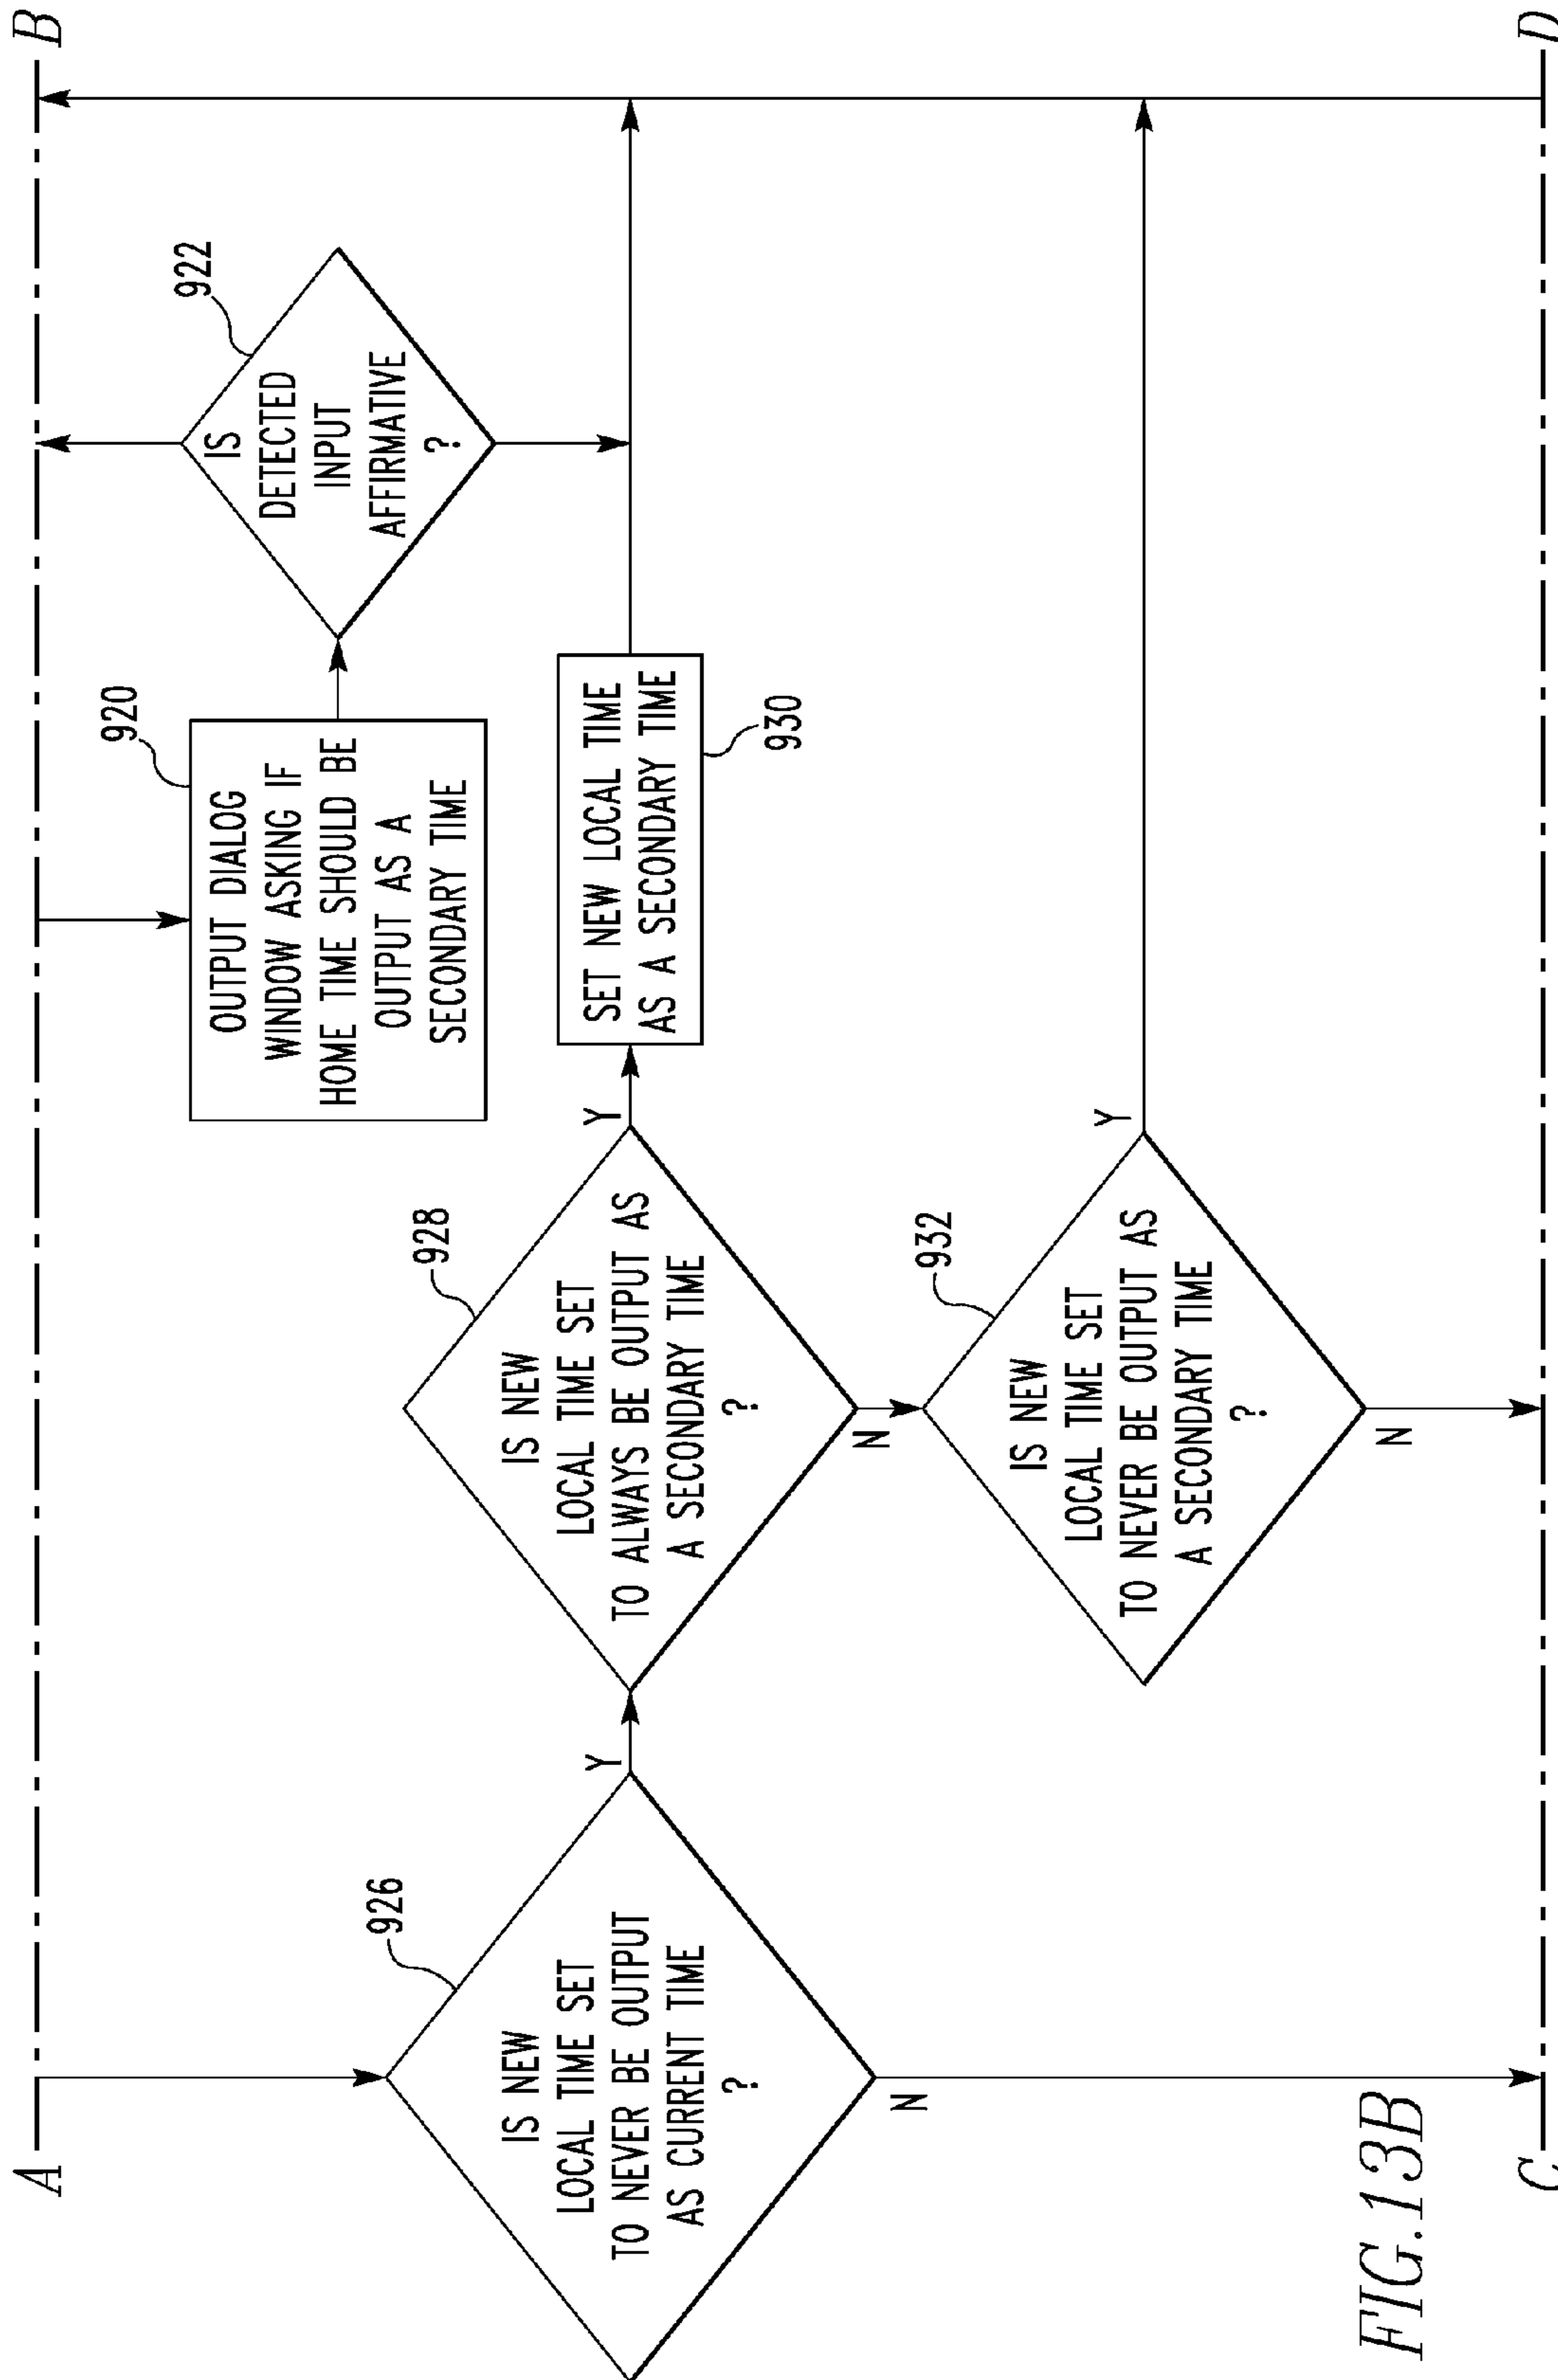 A
B
920
OUTPUT DIALOG
WINDOW ASKING IF
HOME TIME SHOULD BE
OUTPUT AS A
SECONDARY TIME
922
IS
DETECTED
INPUT
AFFIRMATIVE
?
926
IS NEW
LOCAL TIME SET
TO NEVER BE OUTPUT
AS CURRENT TIME
?
Y
N
928
IS NEW
LOCAL TIME SET
TO ALWAYS BE OUTPUT AS
A SECONDARY TIME
?
Y
N
SET NEW LOCAL TIME
AS A SECONDARY TIME
930
932
IS NEW
LOCAL TIME SET
TO NEVER BE OUTPUT AS
A SECONDARY TIME
?
Y
N
C
D
FIG.13B